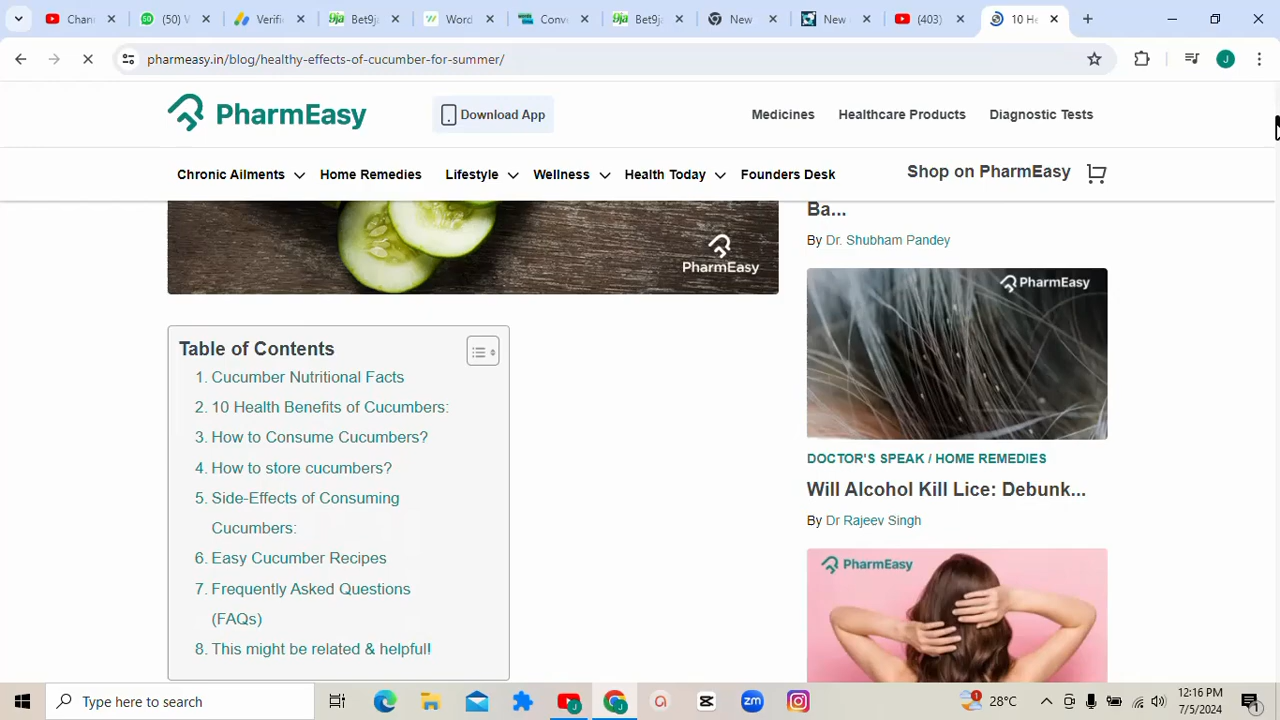 Chan
(50) V
Verifi
Bet9ja
Word
Conv
Bet9ja
New
New
(403)
10 He
pharmeasy.in/blog/healthy-effects-of-cucumber-for-summer/
J
PharmEasy
Download App
Medicines
Healthcare Products
Diagnostic Tests
Chronic Ailments
Home Remedies
Lifestyle
Wellness
Health Today
Founders Desk
Shop on PharmEasy
PharmEasy
Table of Contents
1. Cucumber Nutritional Facts
2. 10 Health Benefits of Cucumbers:
3. How to Consume Cucumbers?
4. How to store cucumbers?
5. Side-Effects of Consuming
Cucumbers:
6. Easy Cucumber Recipes
7. Frequently Asked Questions
(FAQs)
8. This might be related & helpful!
Ba...
By Dr. Shubham Pandey
PharmEasy
DOCTOR'S SPEAK / HOME REMEDIES
Will Alcohol Kill Lice: Debunk...
By Dr Rajeev Singh
PharmEasy
Type here to search
zm
28°C
12:16 PM
7/5/2024